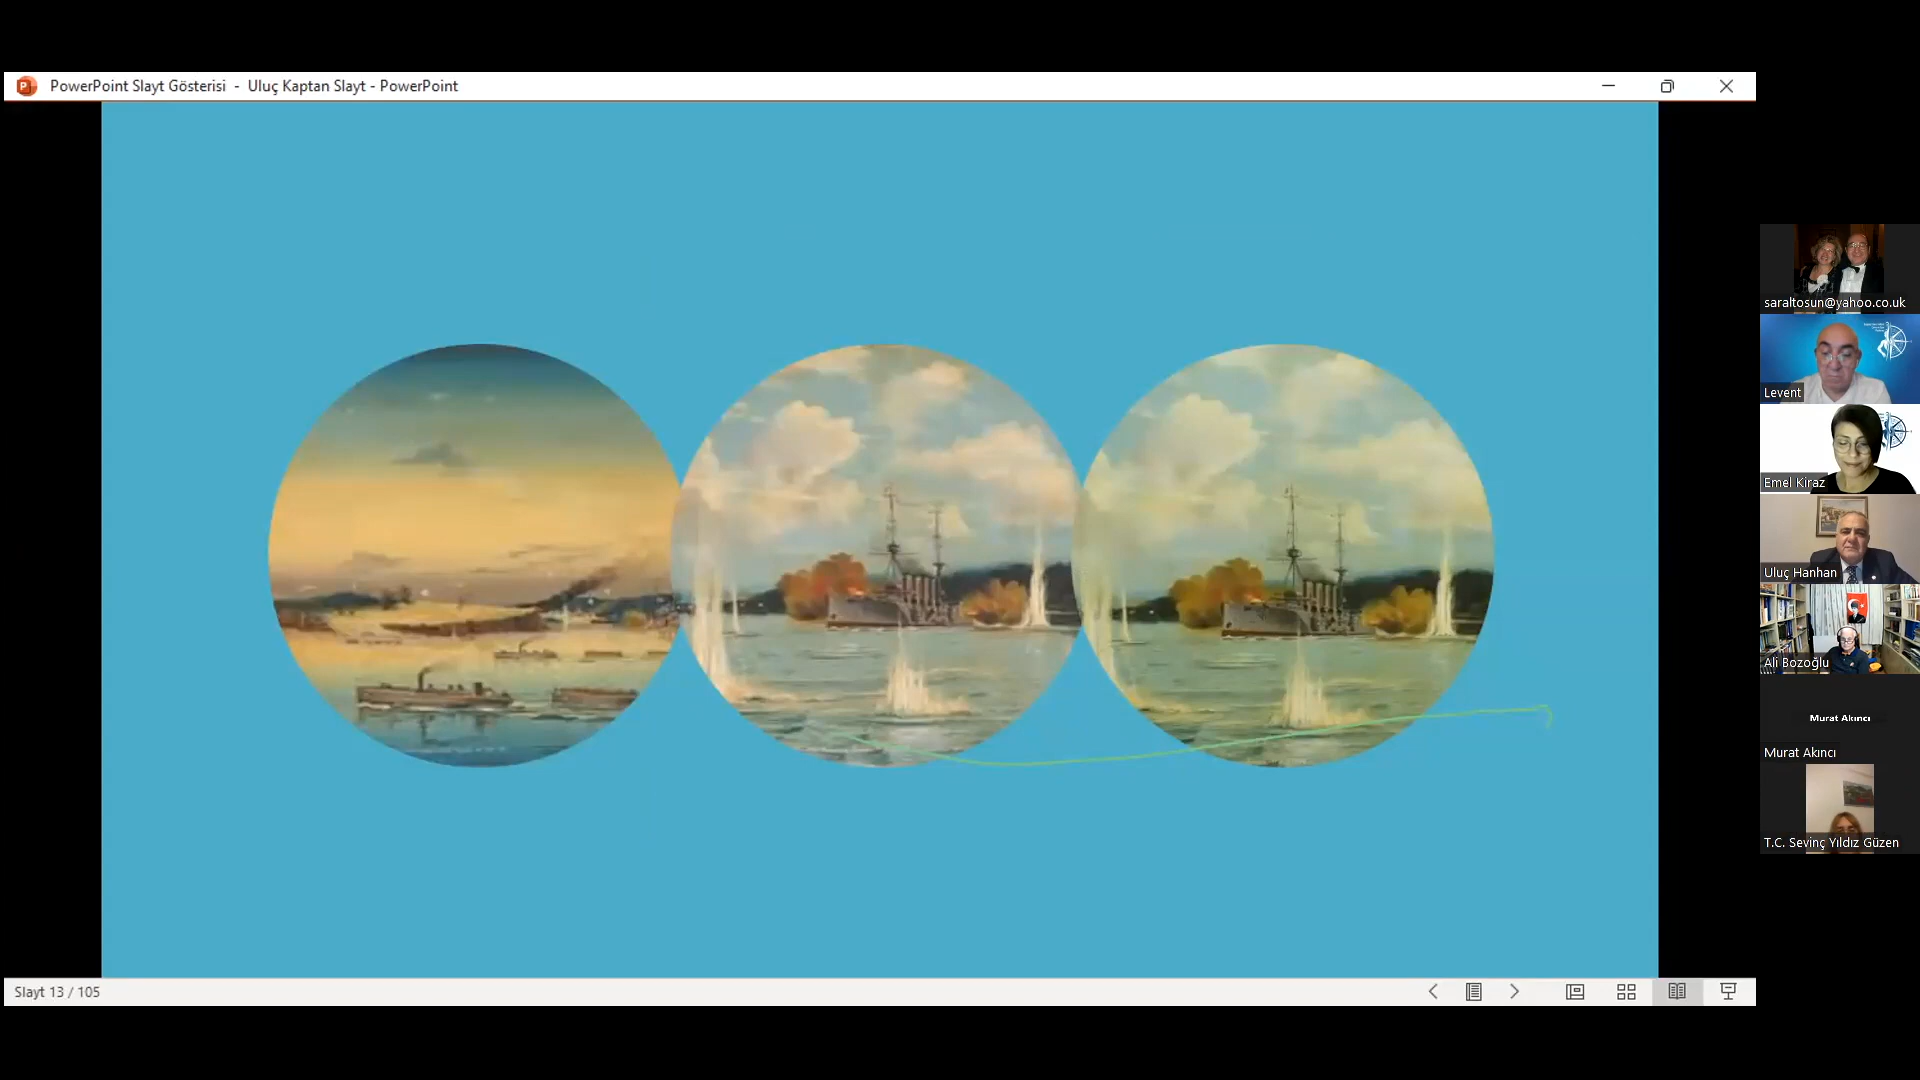 PowerPoint Slayt Gösterisi - Uluç Kaptan Slayt - PowerPoint
saraltosun@yahoo.co.uk
Levent
Emel Kiraz
Uluç Hanhan
Ali Bozoğlu
Murat Akıncı
Murat Akıncı
T.C. Sevinç Yıldız Güzen
Slayt 13 / 105